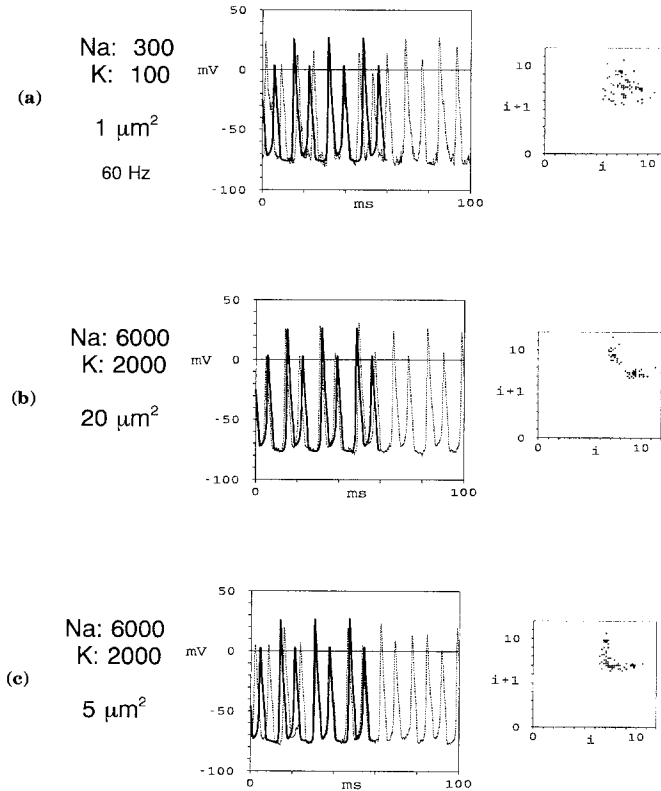 (a)
Na: 300
K: 100
1 µm²
60 Hz
50
mV 0
-50
-100
0 100
ms
10
i+1
0
0 10
i
(b)
Na: 6000
K: 2000
20 µm²
50
mV 0
-50
-100
0 100
ms
10
i+1
0
0 10
i
(c)
Na: 6000
K: 2000
5 µm²
50
mV 0
-50
-100
0 100
ms
10
i+1
0
0 10
i